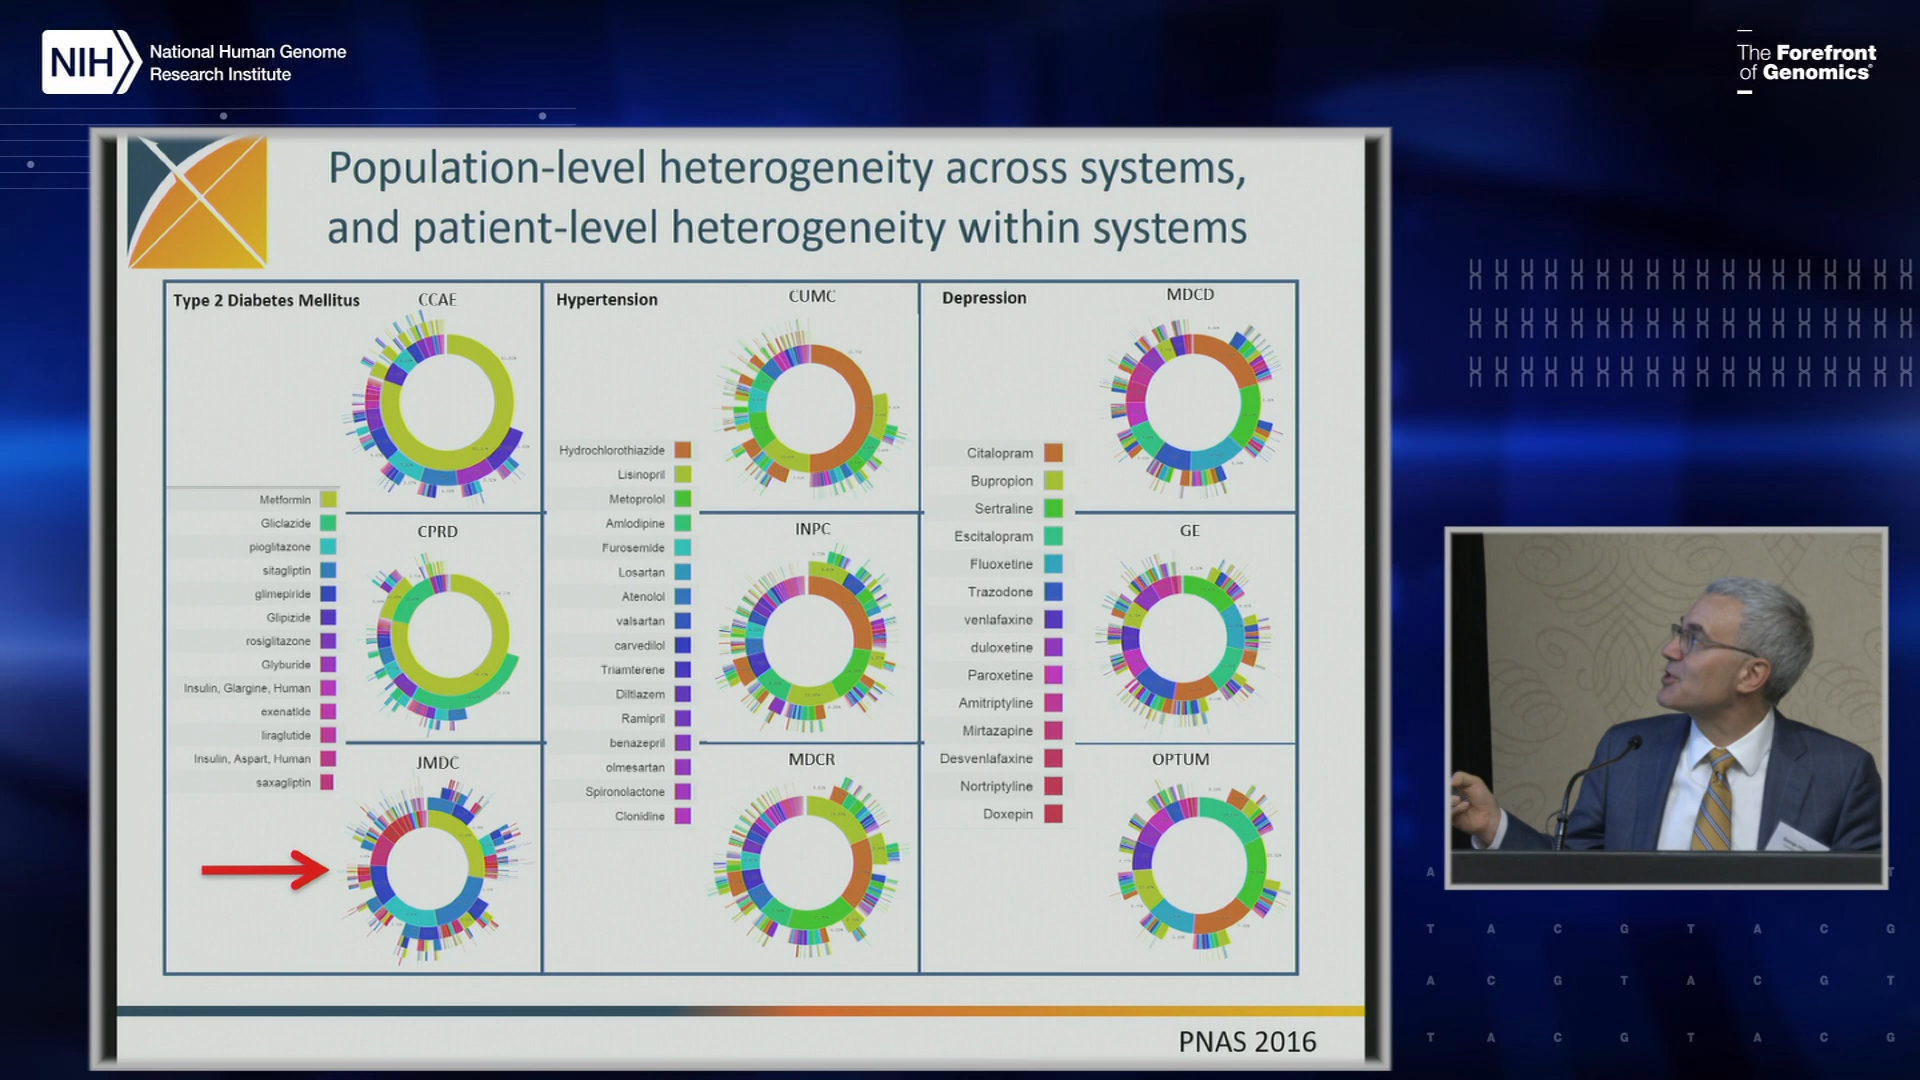 NIH
National Human Genome
Research Institute
The Forefront
of Genomics®
Population-level heterogeneity across systems,
and patient-level heterogeneity within systems
Type 2 Diabetes Mellitus
CCAE
Metformin
Gliclazide
pioglitazone
sitagliptin
glimepiride
Glipizide
rosiglitazone
Glyburide
Insulin, Glargine, Human
exenatide
liraglutide
Insulin, Aspart, Human
saxagliptin
CPRD
JMDC
Hypertension
CUMC
Hydrochlorothiazide
Lisinopril
Metoprolol
Amlodipine
Furosemide
Losartan
Atenolol
valsartan
carvedilol
Triamterene
Diltiazem
Ramipril
benazepril
olmesartan
Spironolactone
Clonidine
INPC
MDCR
Depression
MDCD
Citalopram
Bupropion
Sertraline
Escitalopram
Fluoxetine
Trazodone
venlafaxine
duloxetine
Paroxetine
Amitriptyline
Mirtazapine
Desvenlafaxine
Nortriptyline
Doxepin
GE
OPTUM
PNAS 2016
A T
T A C G T A C G
A C G T A C G T
T A C G T A C G